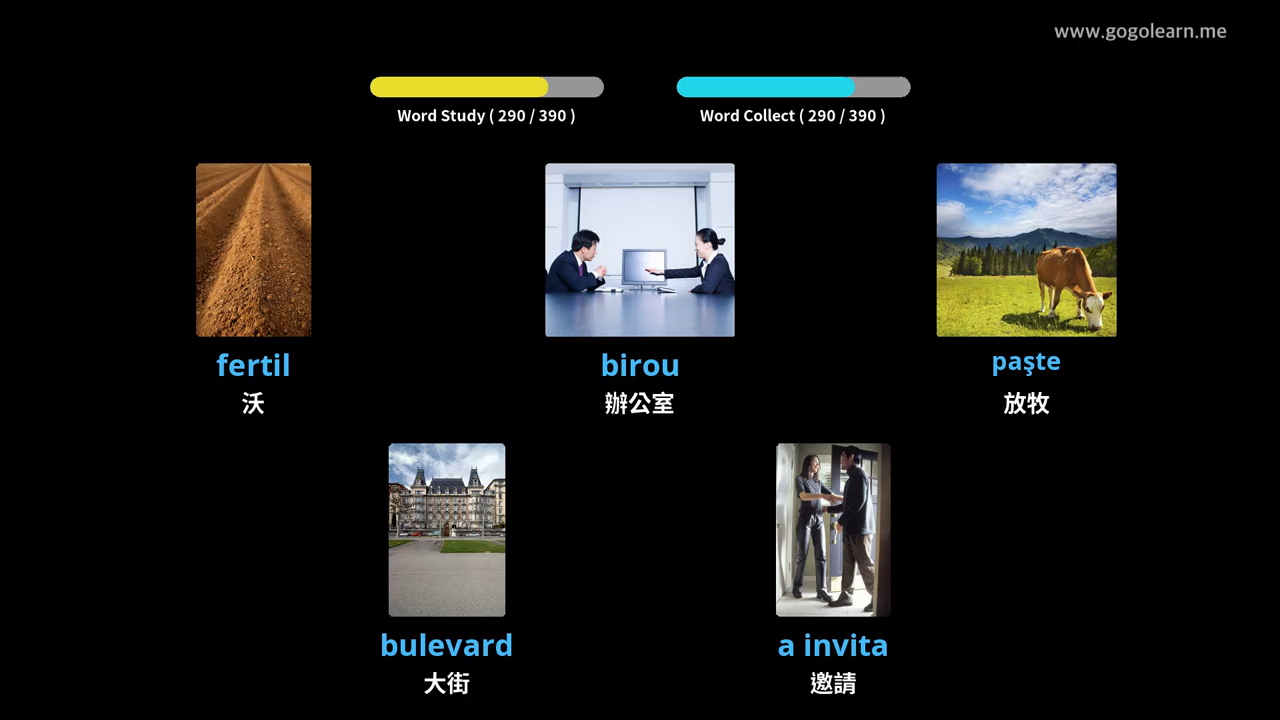 www.gogolearn.me
Word Study ( 290 / 390 )
Word Collect ( 290 / 390 )
fertil
沃
birou
辦公室
paşte
放牧
bulevard
大街
a invita
邀請